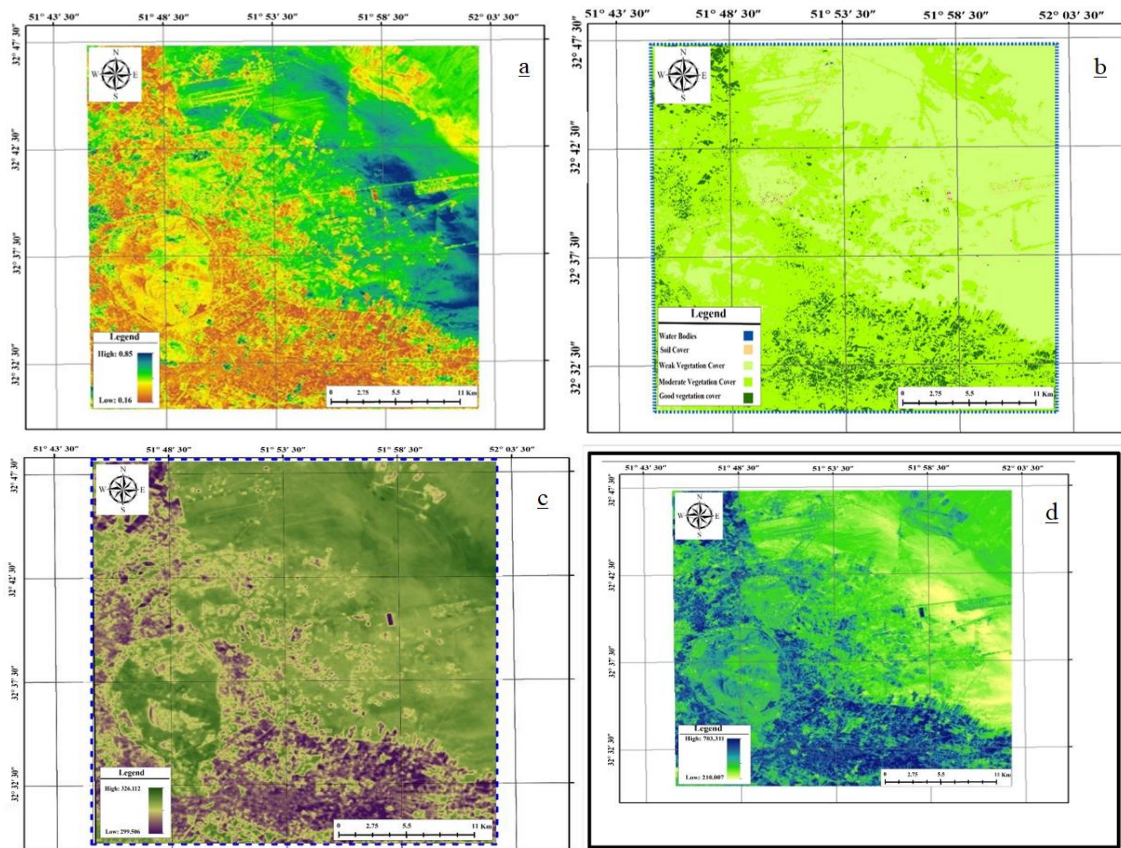 51° 43' 30"
51° 48' 30"
51° 53' 30"
51° 58' 30"
52° 03' 30"
32° 47' 30"
32° 42' 30"
32° 37' 30"
32° 32' 30"
a
N
W E
S
Legend
High: 0.85
Low: 0.16
0 2.75 5.5 11 Km
51° 43' 30"
51° 48' 30"
51° 53' 30"
51° 58' 30"
52° 03' 30"
32° 47' 30"
32° 42' 30"
32° 37' 30"
32° 32' 30"
b
N
W E
S
Legend
Water Bodies
Soil Cover
Weak Vegetation Cover
Moderate Vegetation Cover
Good vegetation cover
0 2.75 5.5 11 Km
51° 43' 30"
51° 48' 30"
51° 53' 30"
51° 58' 30"
52° 03' 30"
32° 47' 30"
32° 42' 30"
32° 37' 30"
32° 32' 30"
c
N
W E
S
Legend
High: 326.112
Low: 299.506
0 2.75 5.5 11 Km
51° 43' 30"
51° 48' 30"
51° 53' 30"
51° 58' 30"
52° 03' 30"
32° 47' 30"
32° 42' 30"
32° 37' 30"
32° 32' 30"
d
N
W E
S
Legend
High: 703.311
Low: 210.007
0 2.75 5.5 11 Km